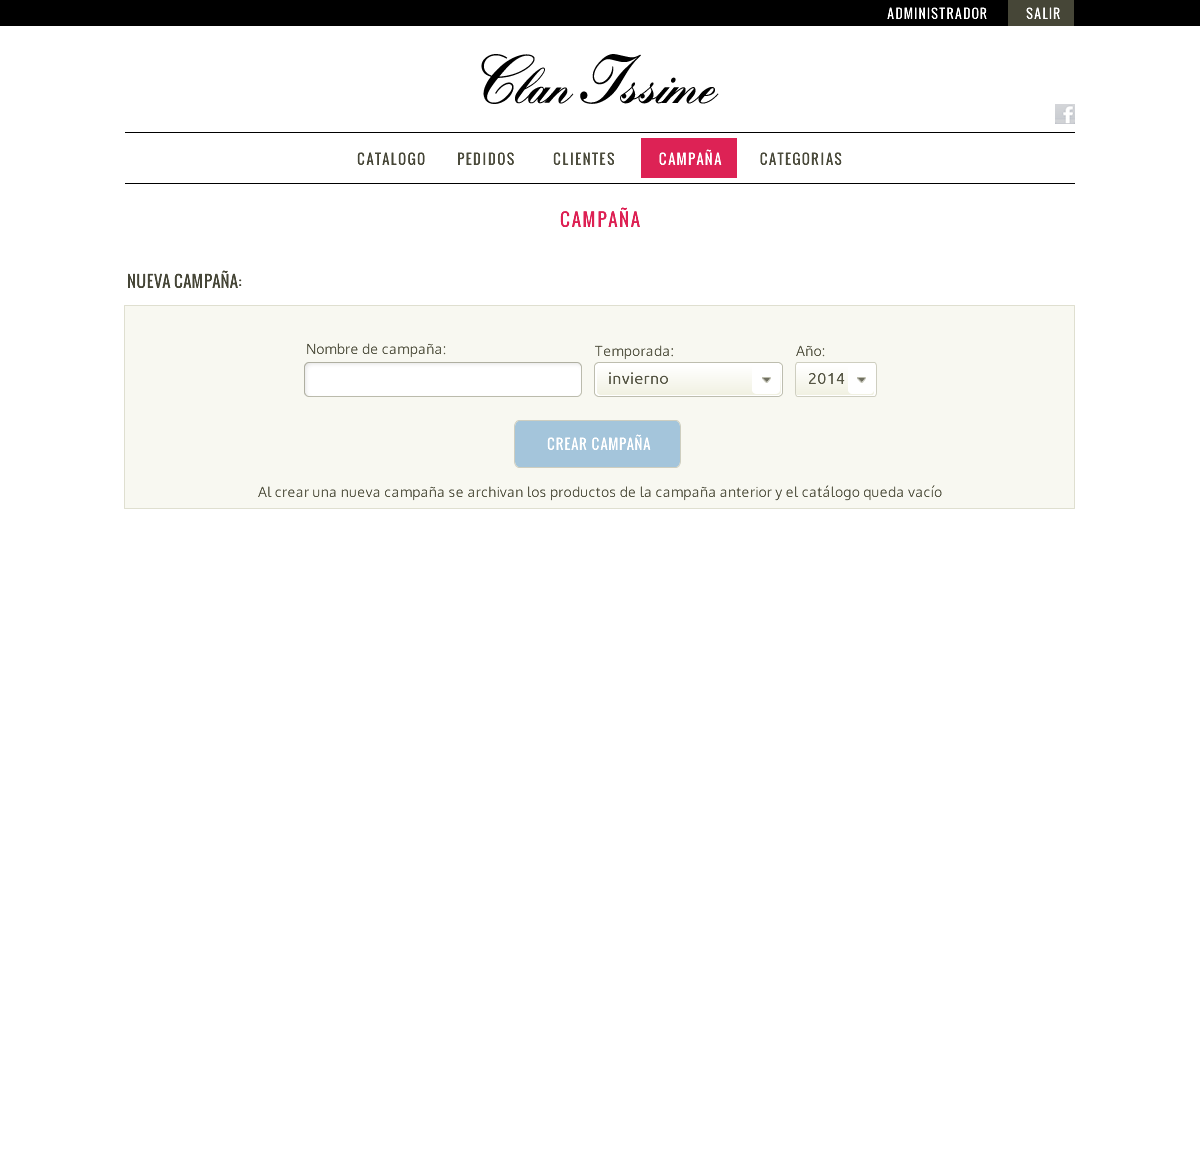 ADMINISTRADOR SALIR
Clan Issime
f
CATALOGO PEDIDOS CLIENTES CAMPAÑA CATEGORIAS
CAMPAÑA
NUEVA CAMPAÑA:
Nombre de campaña: Temporada: Año:
invierno 2014
CREAR CAMPAÑA
Al crear una nueva campaña se archivan los productos de la campaña anterior y el catálogo queda vacío